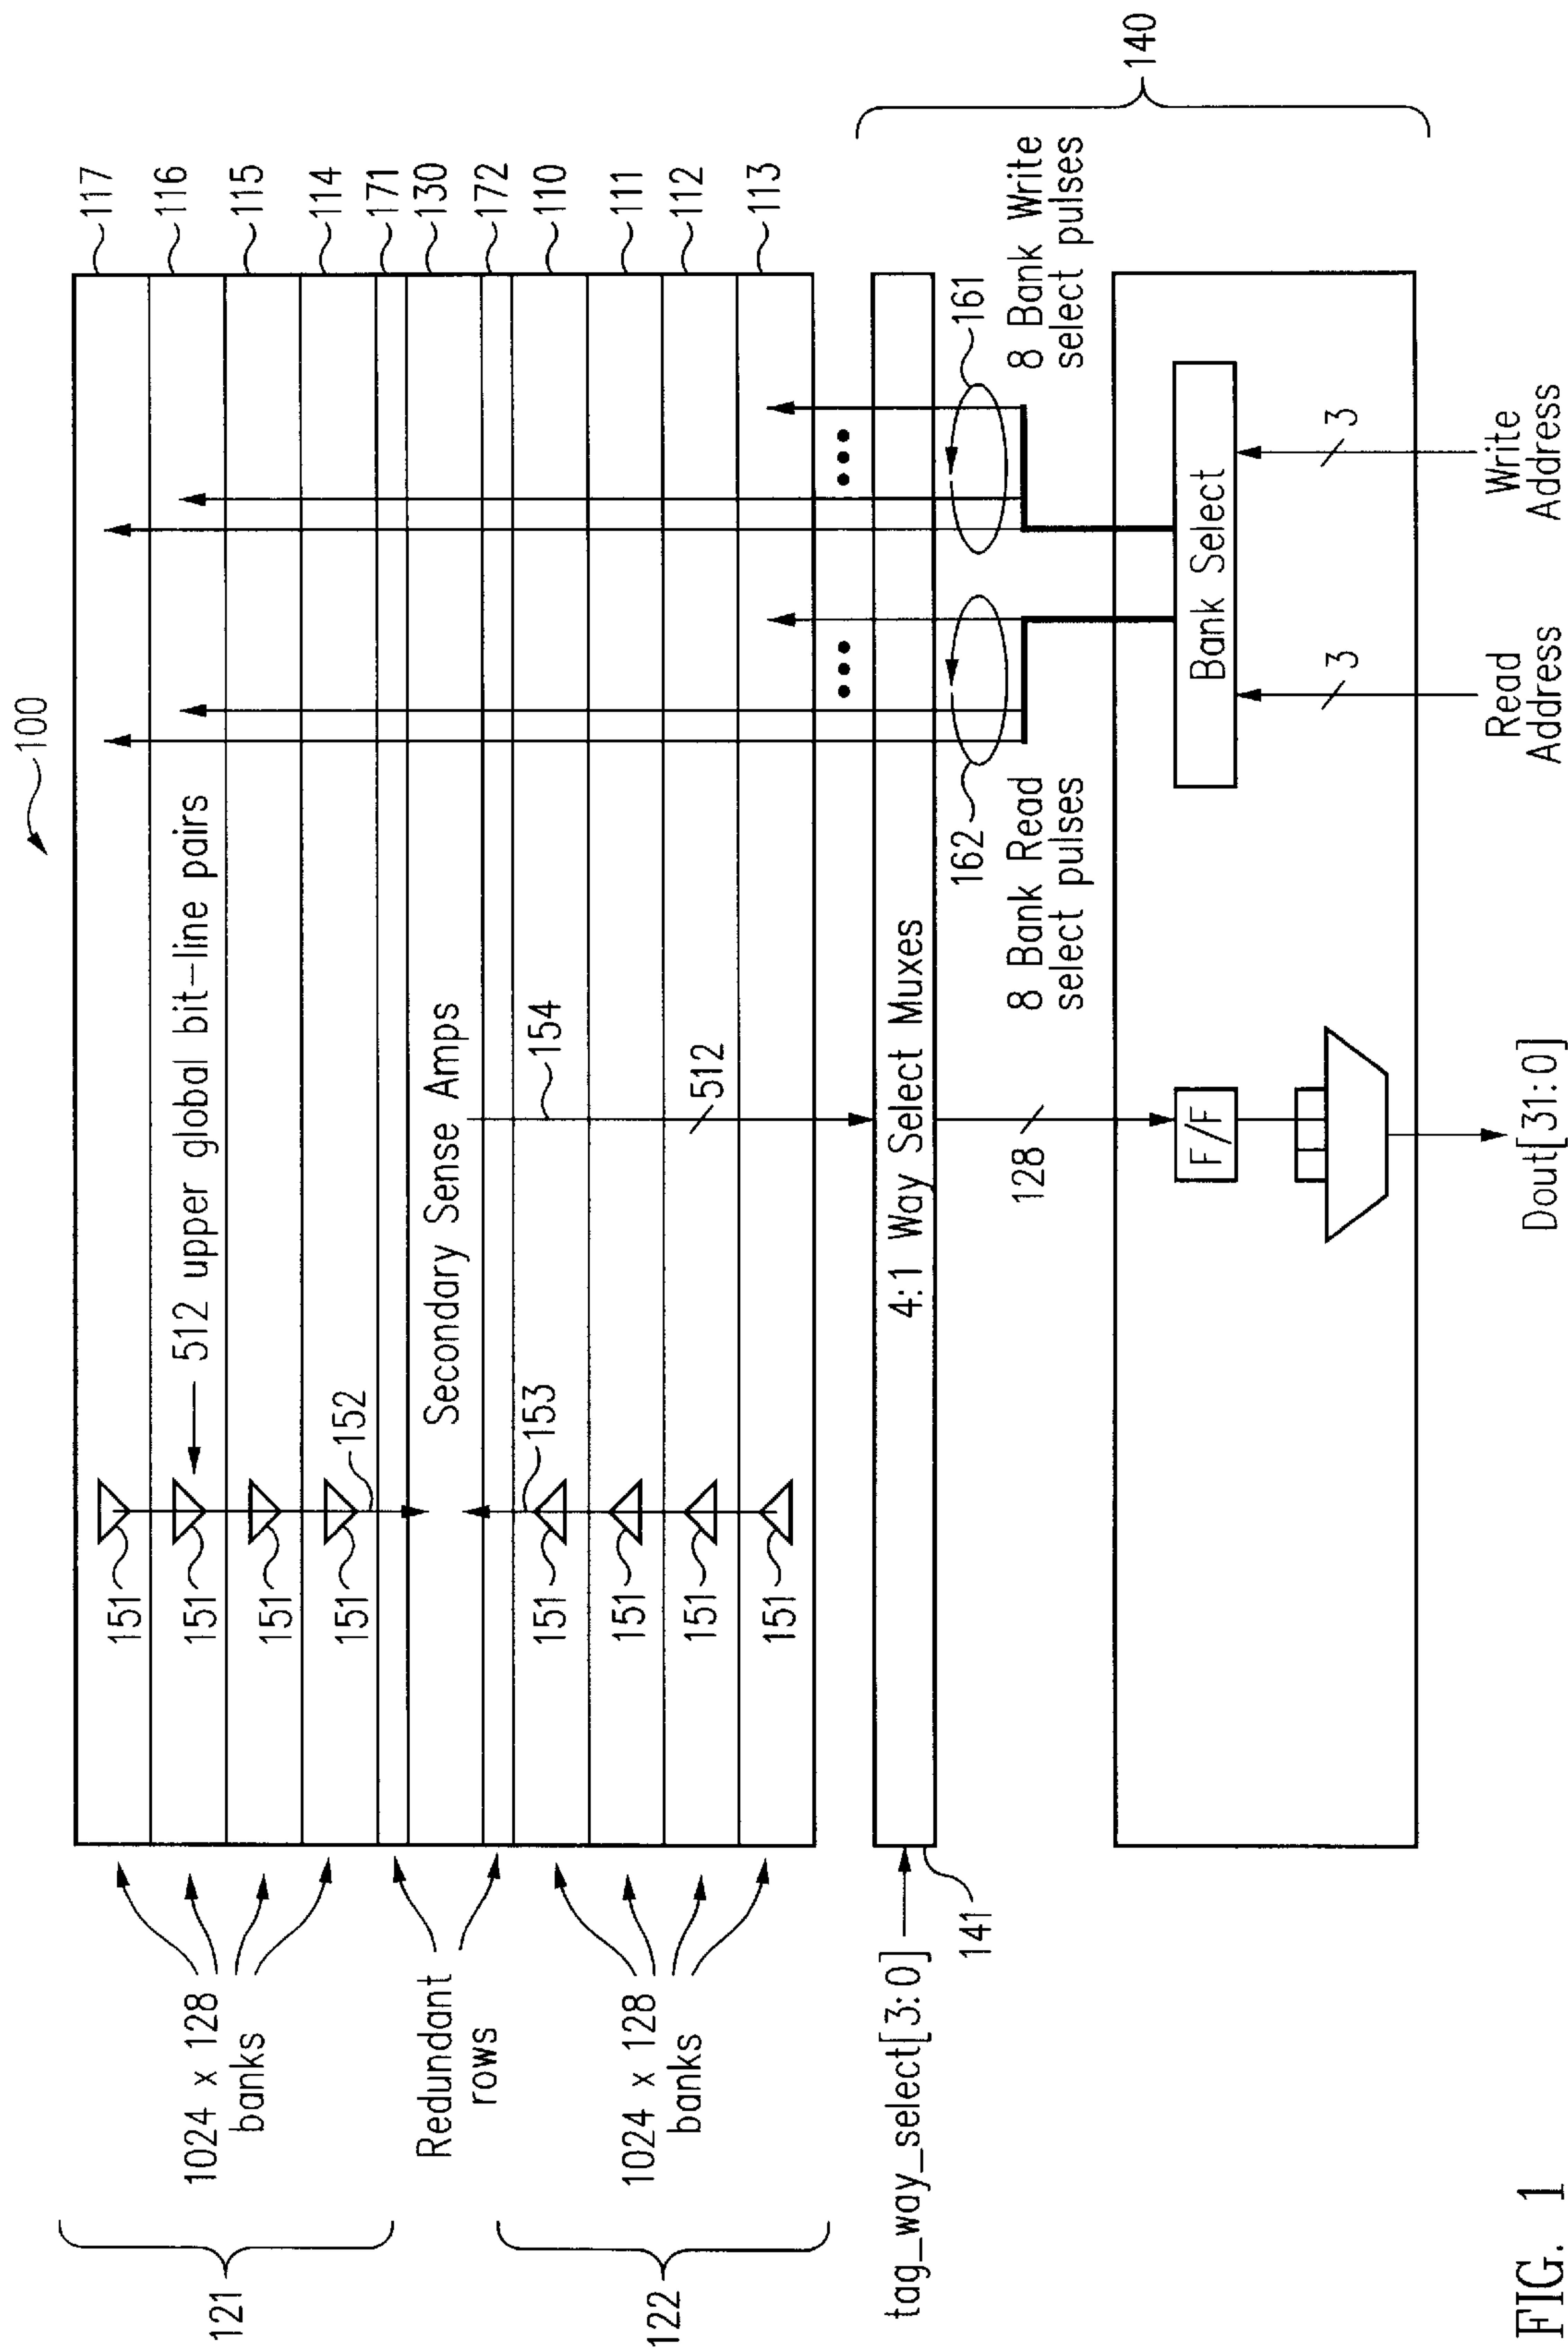 100
117
116
115
114
171
130
172
110
111
112
113
512 upper global bit-line pairs
151
151
151
151
152
Secondary Sense Amps
153
154
512
151
151
151
151
1024 x 128
banks
Redundant
rows
1024 x 128
banks
121
122
tag_way_select[3:0]
141
4:1 Way Select Muxes
162
161
8 Bank Read
select pulses
8 Bank Write
select pulses
140
128
F/F
Bank Select
3
3
Dout[31:0]
Read
Address
Write
Address
FIG. 1